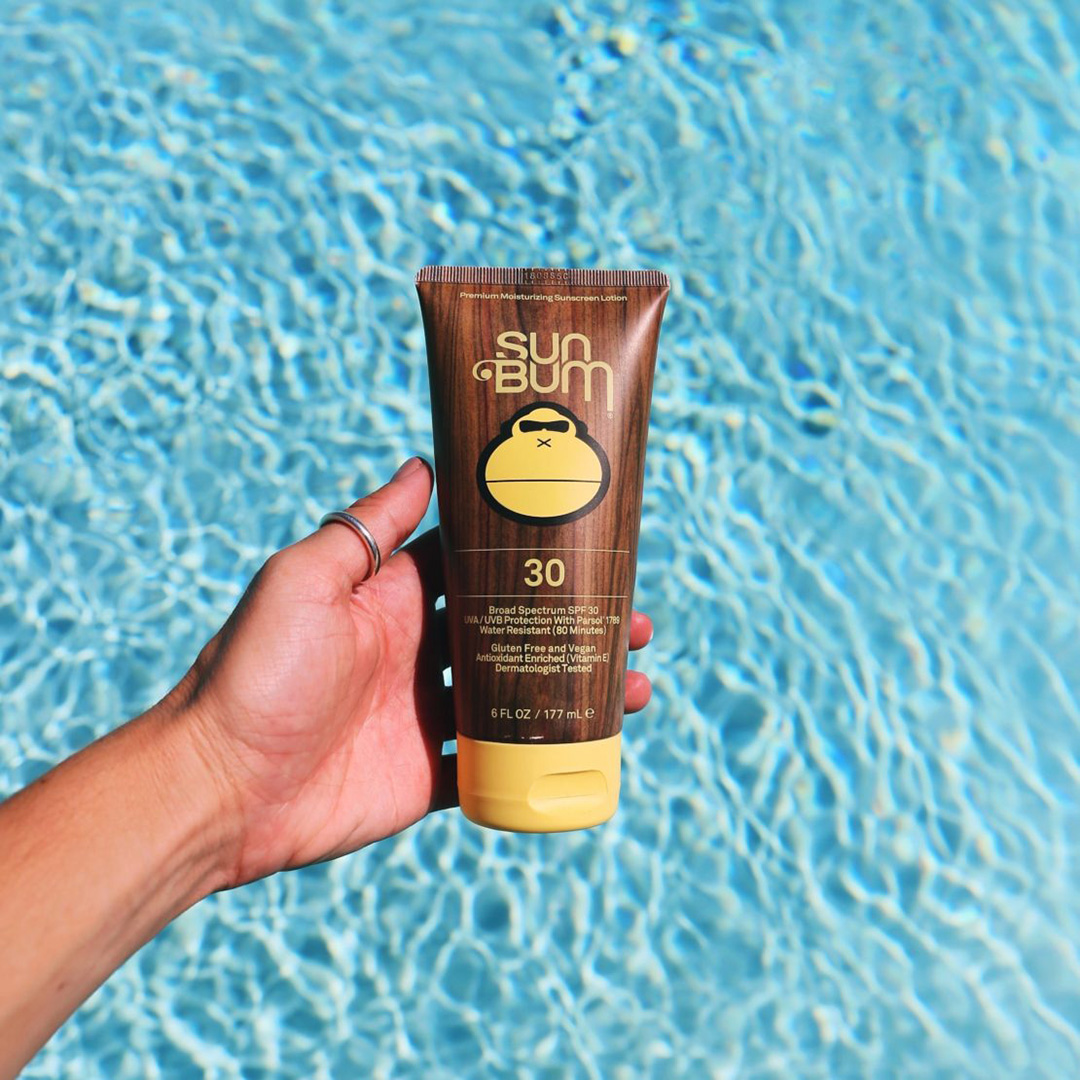 180885C
Premium Moisturizing Sunscreen Lotion
SUN
BUM
®
30
Broad Spectrum SPF 30
UVA / UVB Protection With Parsol® 1789
Water Resistant (80 Minutes)
Gluten Free and Vegan
Antioxidant Enriched (Vitamin E)
Dermatologist Tested
6 FL OZ / 177 mL ℮